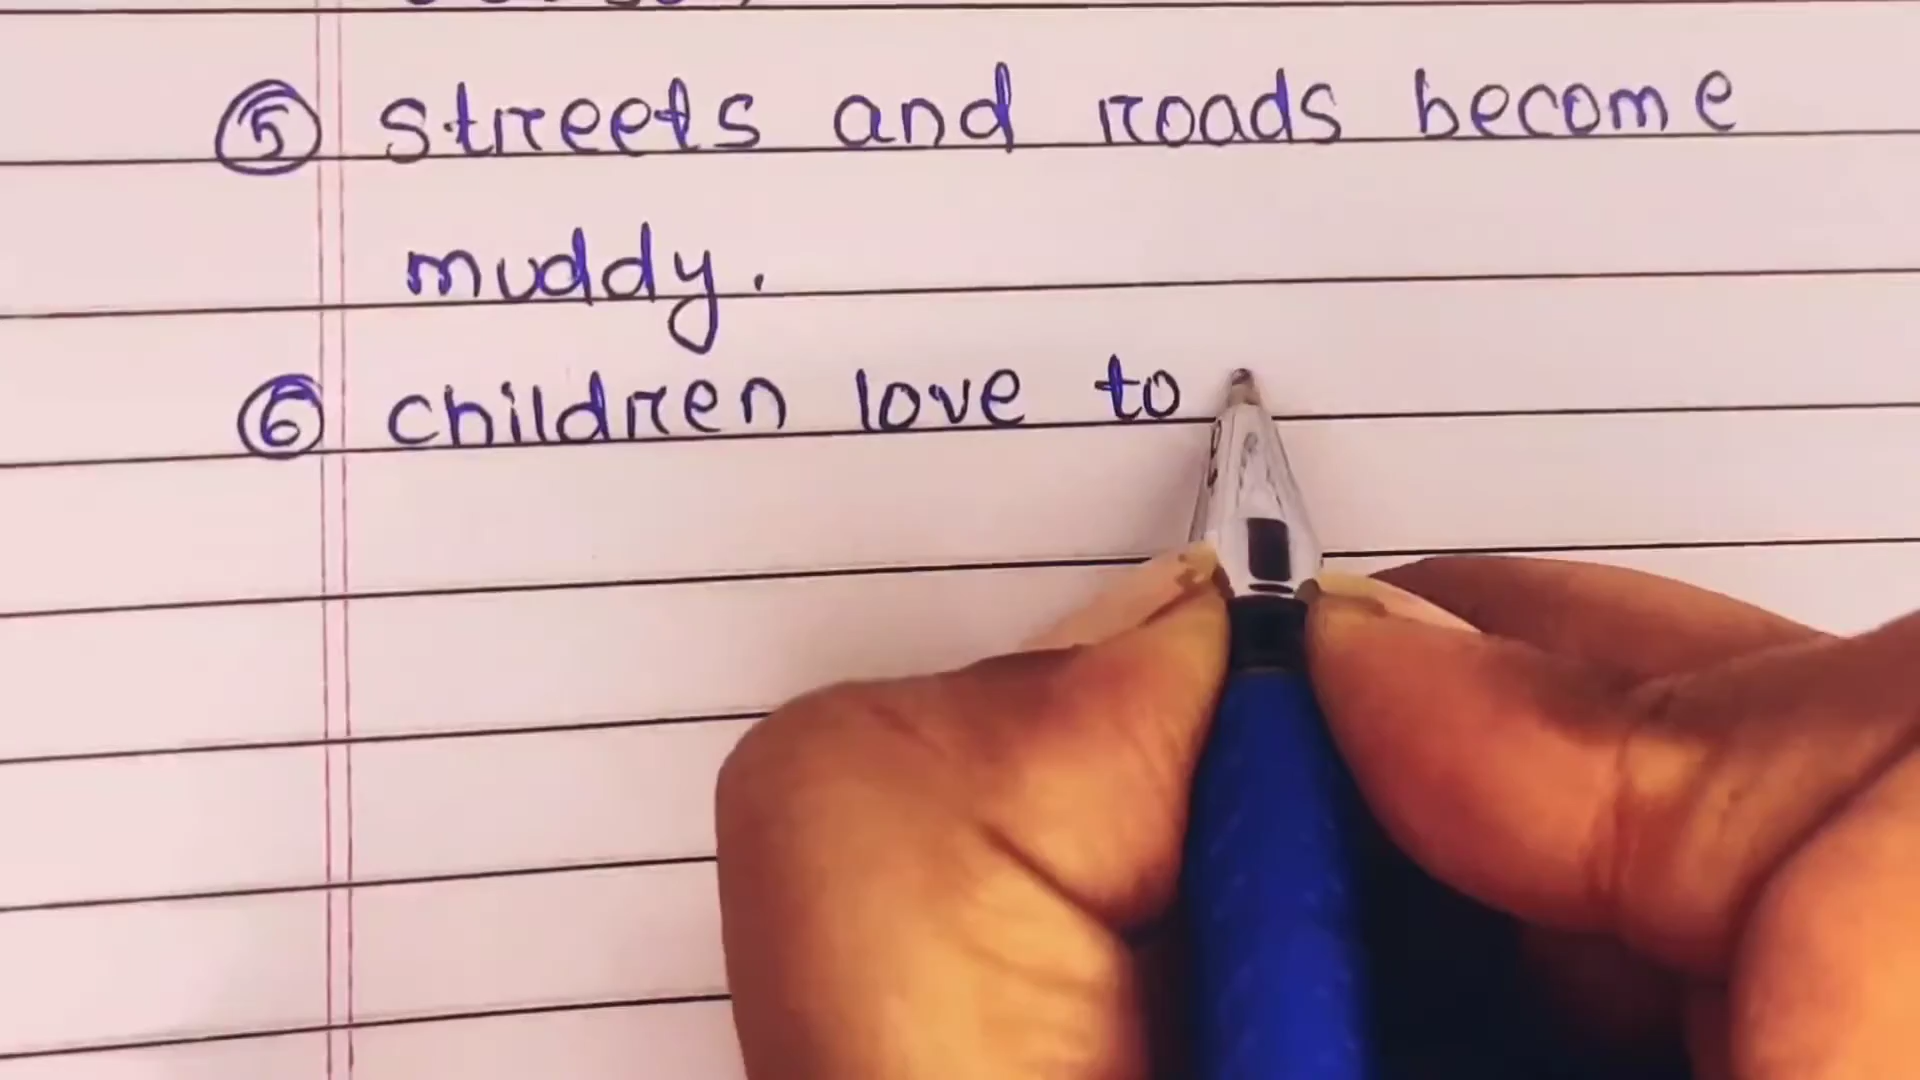 ⑤ streets and roads become
muddy.
⑥ children love to